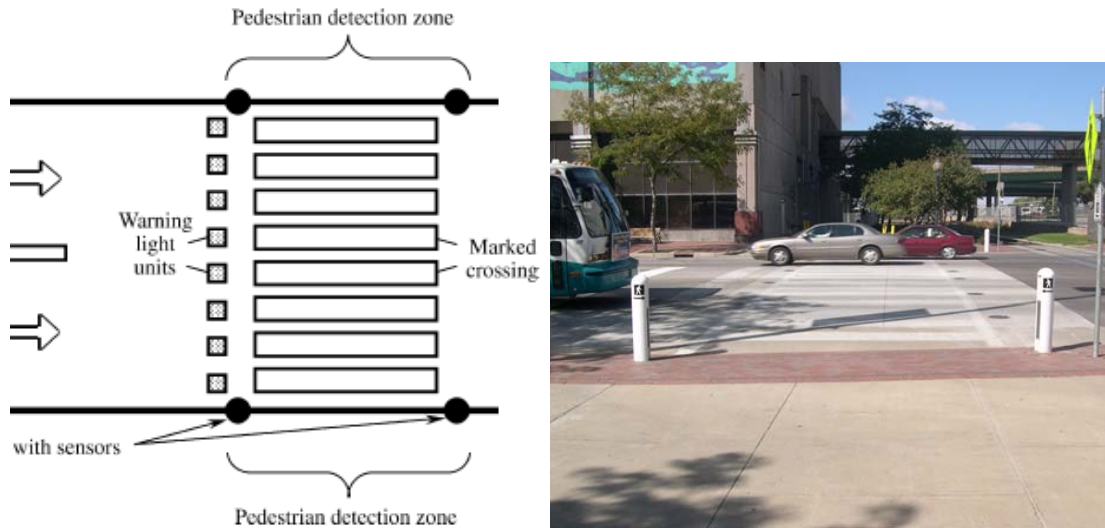 Pedestrian detection zone
Warning
light
units
Marked
crossing
with sensors
Pedestrian detection zone